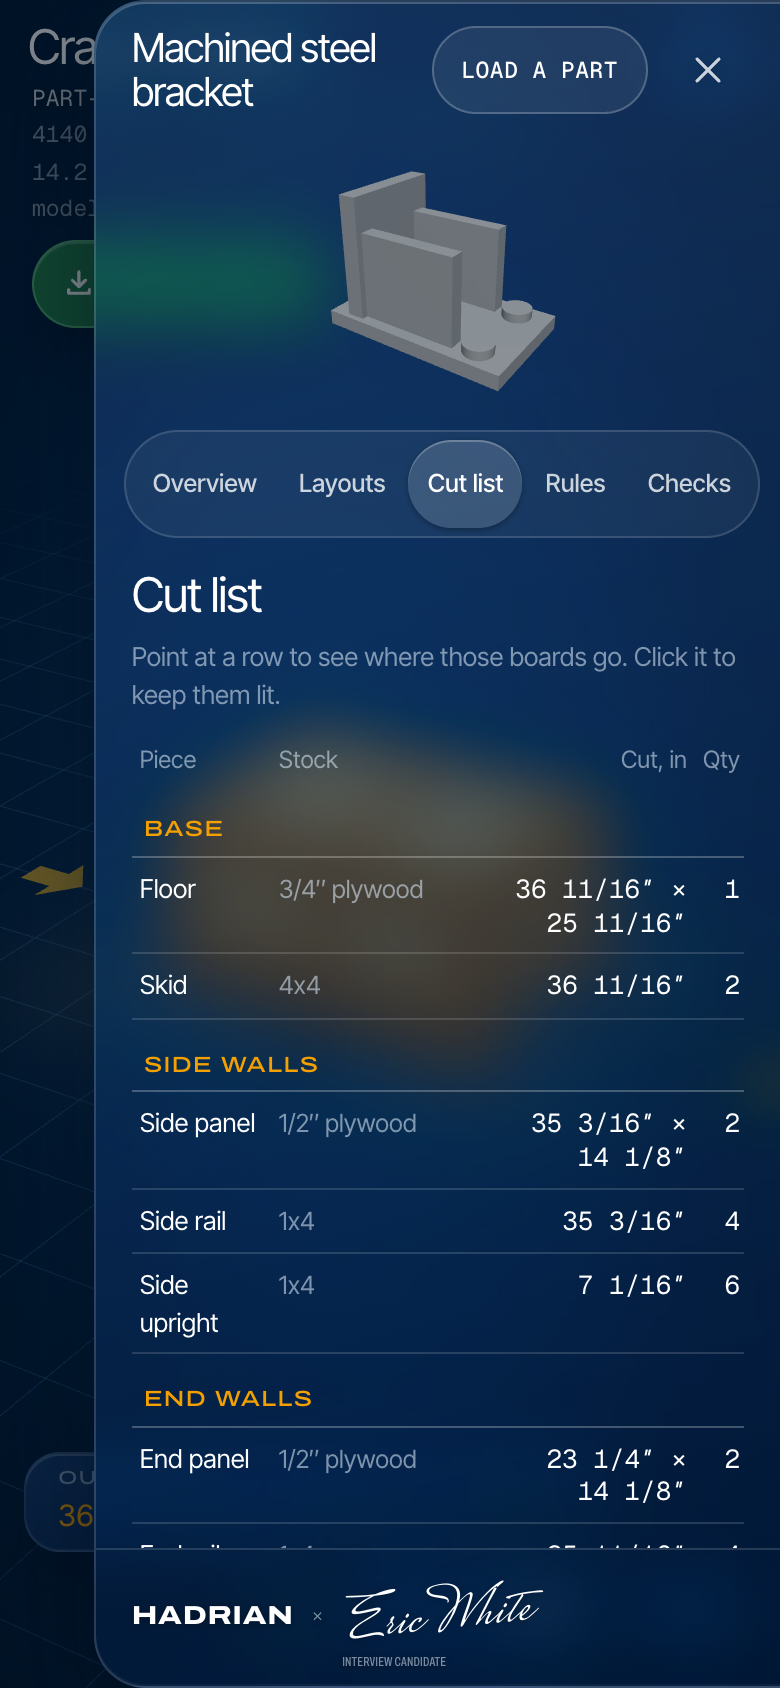 Machined steel
bracket
LOAD A PART
PART-
4140
14.2
Overview Layouts Cut list Rules Checks
Cut list
Point at a row to see where those boards go. Click it to
keep them lit.
Piece Stock Cut, in Qty
BASE
Floor 3/4″ plywood 36 11/16″ × 1
25 11/16″
Skid 4x4 36 11/16″ 2
SIDE WALLS
Side panel 1/2″ plywood 35 3/16″ × 2
14 1/8″
Side rail 1x4 35 3/16″ 4
Side 1x4 7 1/16″ 6
upright
END WALLS
End panel 1/2″ plywood 23 1/4″ × 2
14 1/8″
36
HADRIAN × Eric White
INTERVIEW CANDIDATE